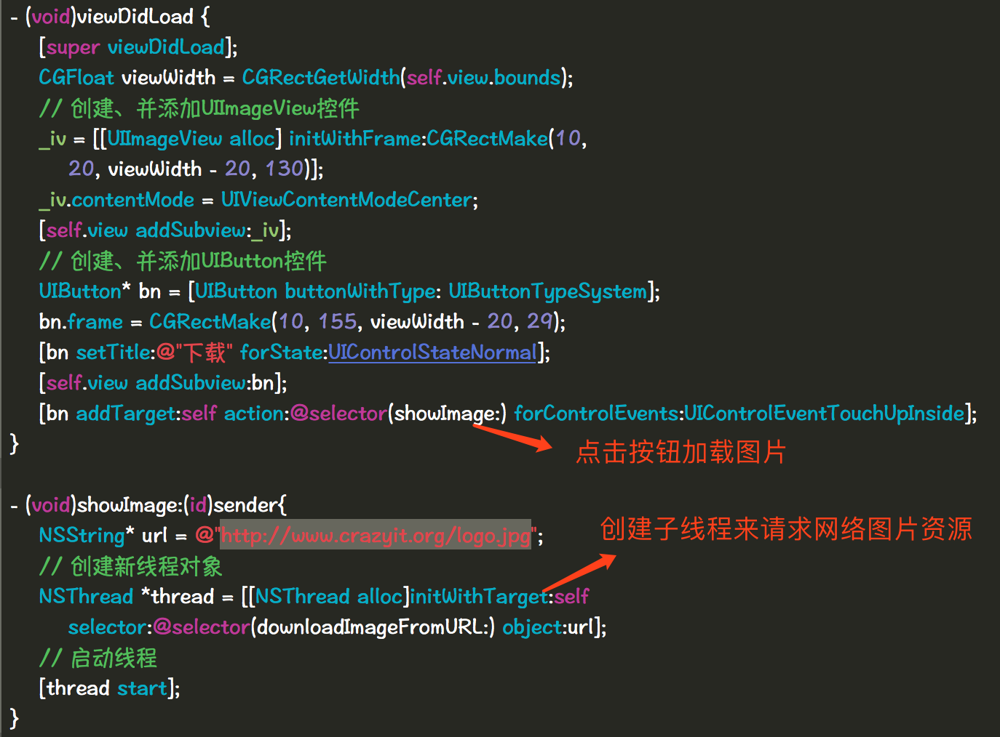 - (void)viewDidLoad {
[super viewDidLoad];
CGFloat viewWidth = CGRectGetWidth(self.view.bounds);
// 创建、并添加UIImageView控件
_iv = [[UIImageView alloc] initWithFrame:CGRectMake(10,
20, viewWidth - 20, 130)];
_iv.contentMode = UIViewContentModeCenter;
[self.view addSubview:_iv];
// 创建、并添加UIButton控件
UIButton* bn = [UIButton buttonWithType: UIButtonTypeSystem];
bn.frame = CGRectMake(10, 155, viewWidth - 20, 29);
[bn setTitle:@"下载" forState:UIControlStateNormal];
[self.view addSubview:bn];
[bn addTarget:self action:@selector(showImage:) forControlEvents:UIControlEventTouchUpInside];
}
点击按钮加载图片
- (void)showImage:(id)sender{
NSString* url = @"http://www.crazyit.org/logo.jpg";
创建子线程来请求网络图片资源
// 创建新线程对象
NSThread *thread = [[NSThread alloc]initWithTarget:self
selector:@selector(downloadImageFromURL:) object:url];
// 启动线程
[thread start];
}